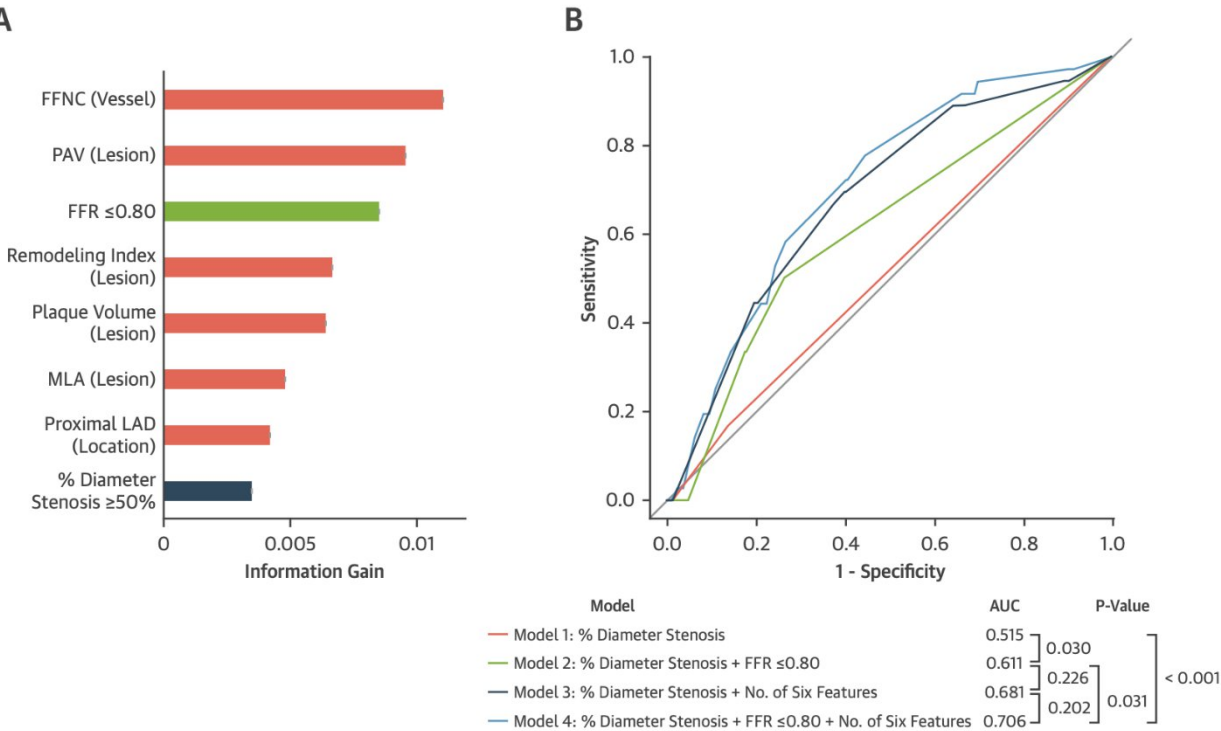 A
FFNC (Vessel)
PAV (Lesion)
FFR ≤0.80
Remodeling Index
(Lesion)
Plaque Volume
(Lesion)
MLA (Lesion)
Proximal LAD
(Location)
% Diameter
Stenosis ≥50%
0 0.005 0.01
Information Gain
B
1.0
0.8
0.6
0.4
0.2
0.0
Sensitivity
0.0 0.2 0.4 0.6 0.8 1.0
1 - Specificity
Model AUC P-Value
Model 1: % Diameter Stenosis 0.515
0.030
Model 2: % Diameter Stenosis + FFR ≤0.80 0.611
0.226 < 0.001
Model 3: % Diameter Stenosis + No. of Six Features 0.681
0.202 0.031
Model 4: % Diameter Stenosis + FFR ≤0.80 + No. of Six Features 0.706